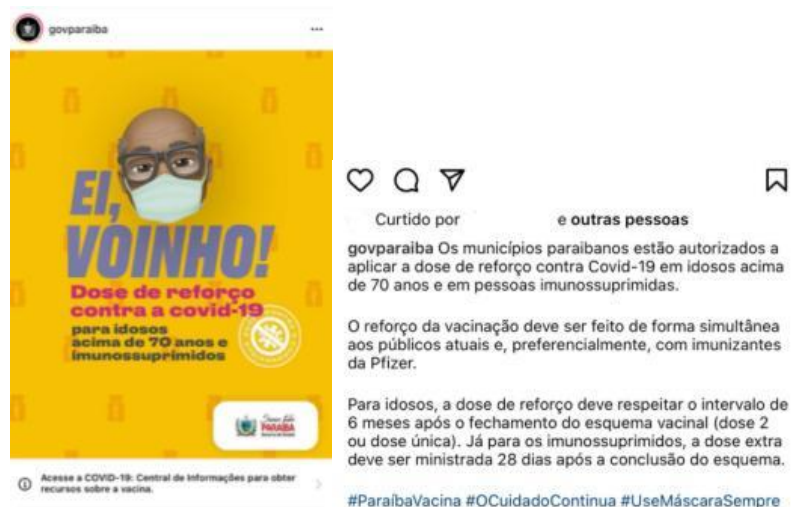 govparaiba
EI,
VOINHO!
Dose de reforço
contra a covid-19
para idosos
acima de 70 anos e
imunossuprimidos
PARAÍBA
Acesse a COVID-19: Central de Informações para obter
recursos sobre a vacina.
Curtido por e outras pessoas
govparaiba Os municípios paraibanos estão autorizados a
aplicar a dose de reforço contra Covid-19 em idosos acima
de 70 anos e em pessoas imunossuprimidas.
O reforço da vacinação deve ser feito de forma simultânea
aos públicos atuais e, preferencialmente, com imunizantes
da Pfizer.
Para idosos, a dose de reforço deve respeitar o intervalo de
6 meses após o fechamento do esquema vacinal (dose 2
ou dose única). Já para os imunossuprimidos, a dose extra
deve ser ministrada 28 dias após a conclusão do esquema.
#ParaíbaVacina #OCuidadoContinua #UseMáscaraSempre